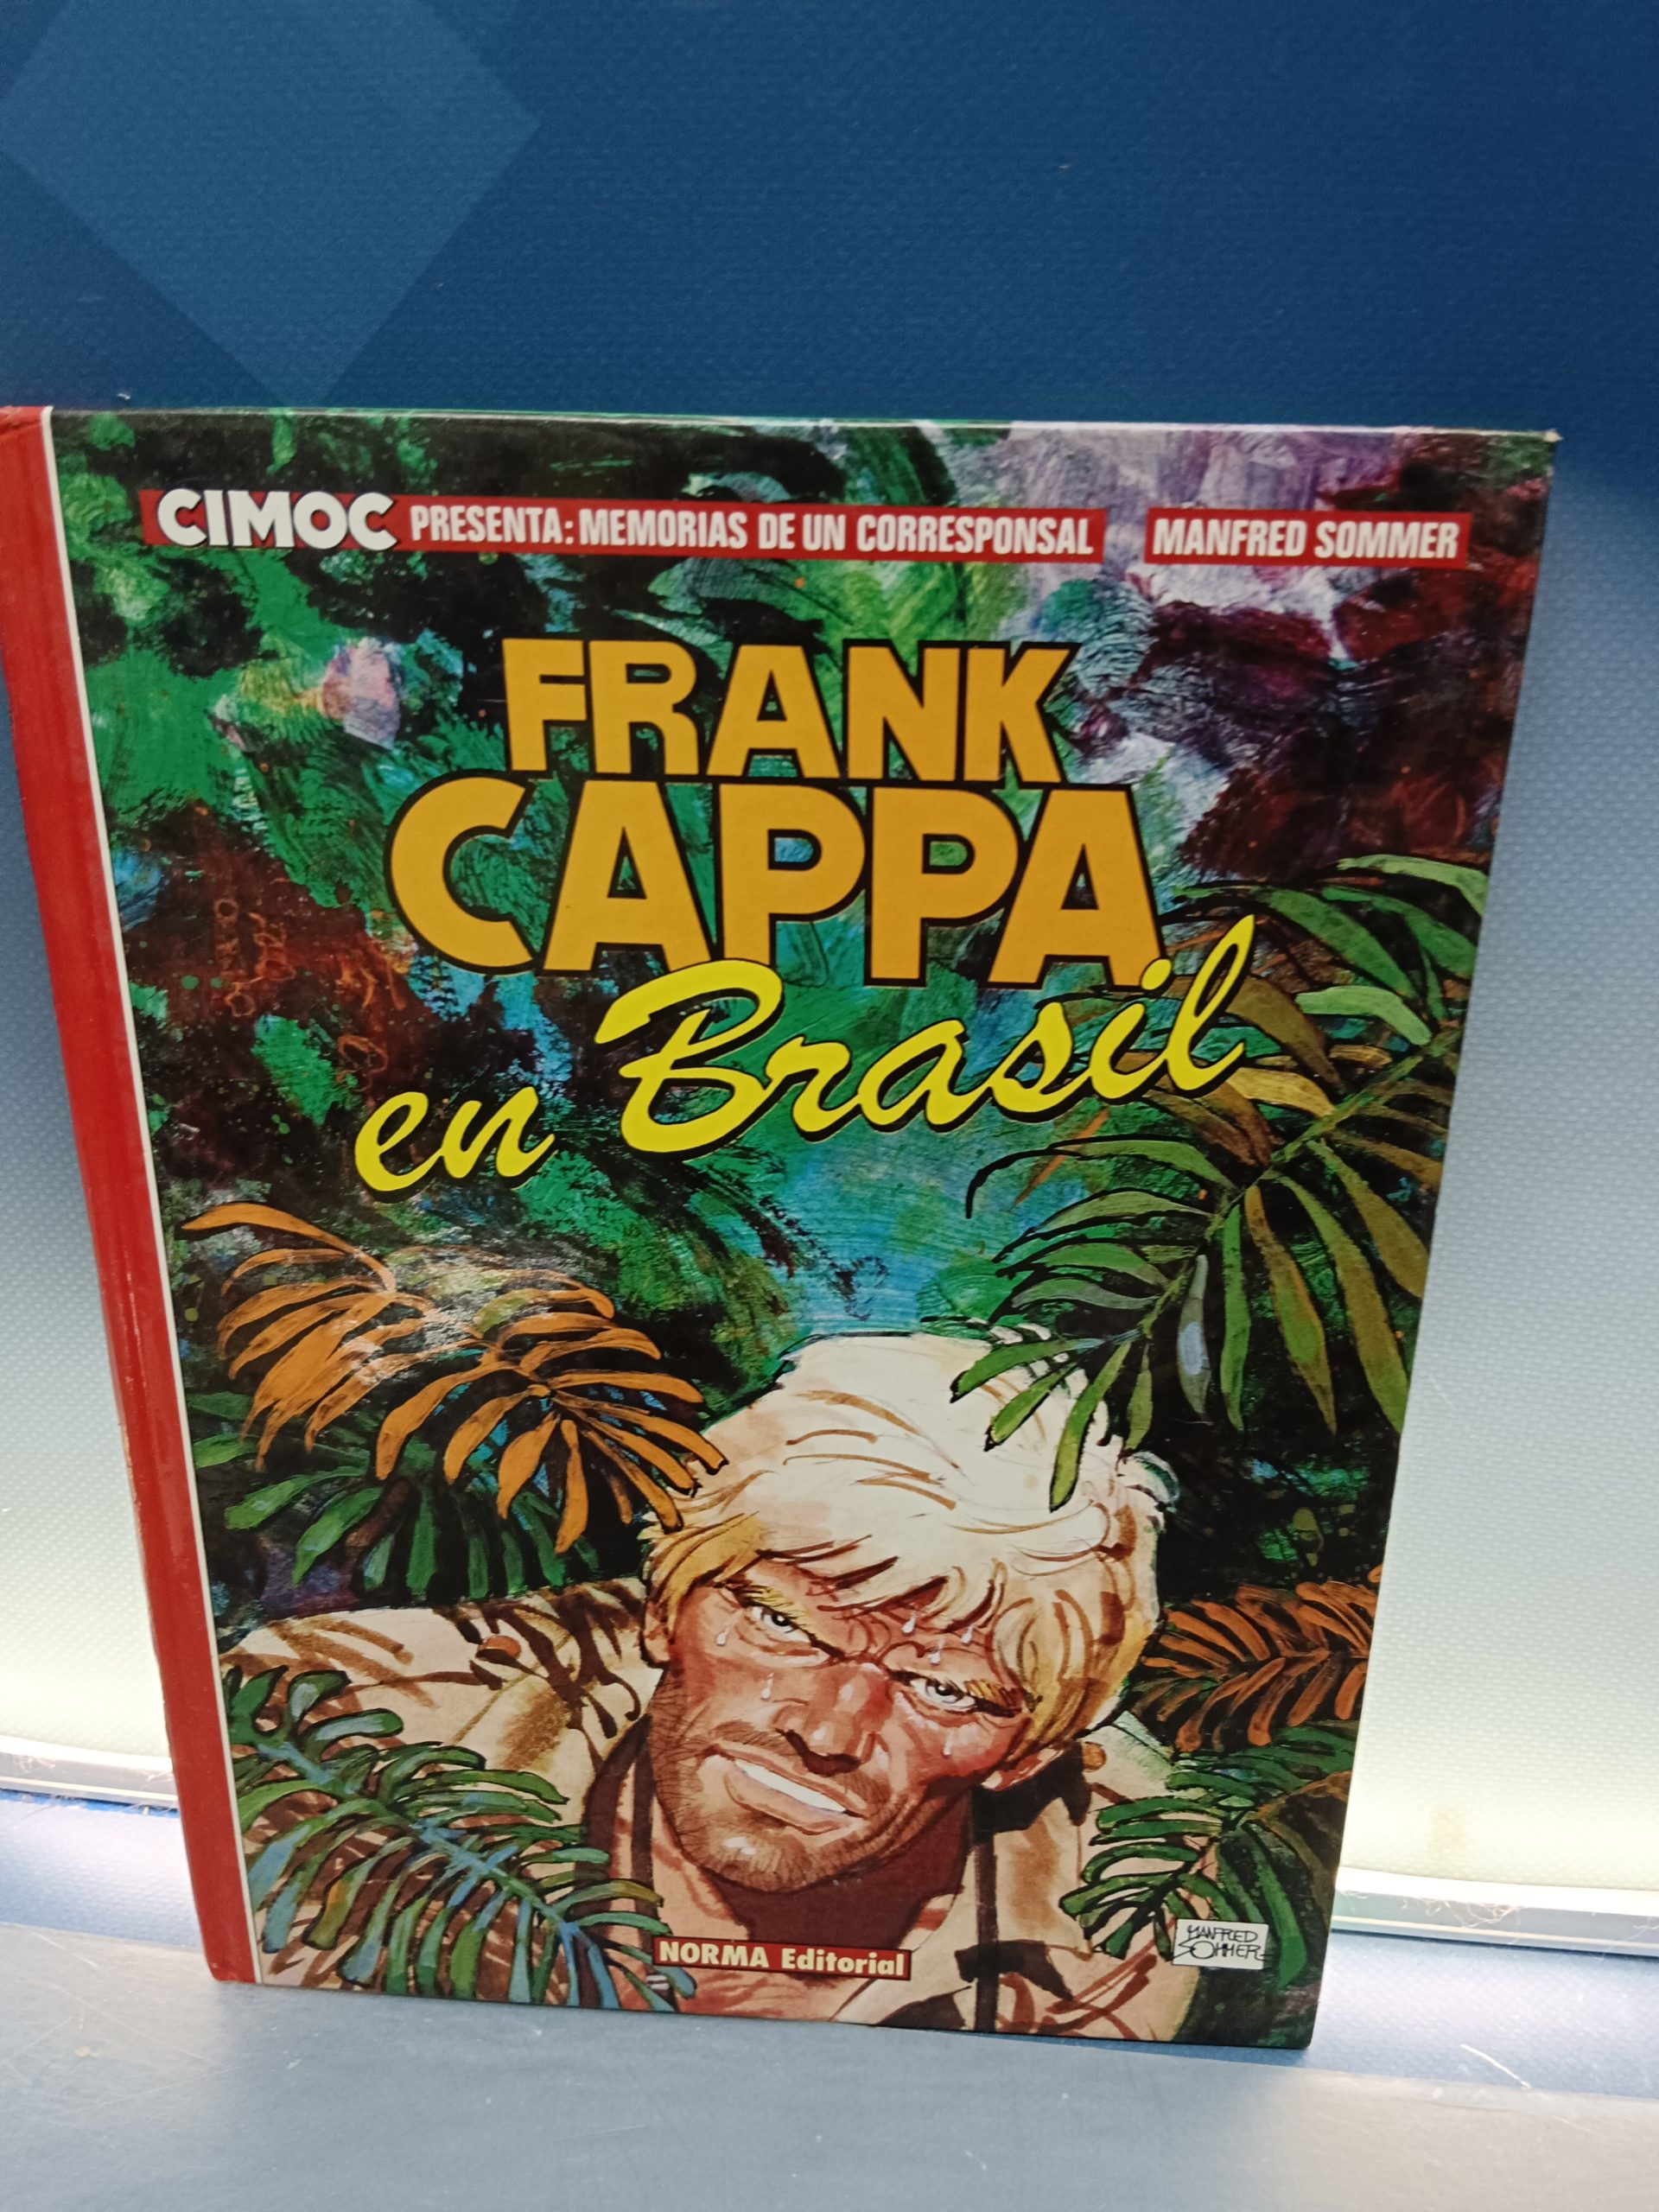 CIMOC PRESENTA: MEMORIAS DE UN CORRESPONSAL MANFRED SOMMER
FRANK
CAPPA
en Brasil
NORMA Editorial
MANFRED
SOMMER